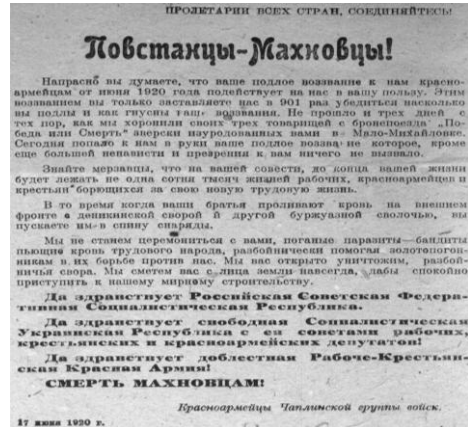 ПРОЛЕТАРИИ ВСЕХ СТРАН, СОЕДИНЯЙТЕСЬ!
Повстанцы-Махновцы!
Напрасно вы думаете, что ваше подлое воззвание к нам красно-
армейцам от июня 1920 года подействует на нас в вашу пользу. Этим
воззванием вы только заставляете нас в 901 раз убедиться насколько
вы подлы и как гнусны ваши воззвания. Не прошло и трех дней с
тех пор, как мы хоронили своих трех товарищей с бронепоезда „По-
беда или Смерть" зверски изуродованных вами в Мало-Михайловке.
Сегодня попало к нам в руки ваше подлое воззвание которое, кроме
еще большей ненависти и презрения к вам ничего не вызвало.
Знайте мерзавцы, что на вашей совести, до конца вашей жизни
будет лежать не одна сотня тысяч жизней рабочих, красноармейцев и
крестьян борющихся за свою новую трудовую жизнь.
В то время когда ваши братья проливают кровь на внешнем
фронте с деникинской сворой и другой буржуазной сволочью, вы
пускаете им в спину снаряды.
Мы не станем церемониться с вами, поганые паразиты—бандиты
пьющие кровь трудового народа, разбойнически помогая золотопогон-
никам в их борьбе против нас. Мы вас открыто уничтожим, разбой-
ничья свора. Мы сметем вас с лица земли навсегда, дабы спокойно
приступить к нашему мирному строительству.
Да здравствует Российская Советская Федера-
тивная Социалистическая Республика.
Да здравствует свободная Социалистическая
Украинская Республика с ея советами рабочих,
крестьянских и красноармейских депутатов!
Да здравствует доблестная Рабоче-Крестьян-
ская Красная Армия!
СМЕРТЬ МАХНОВЦАМ!
Красноармейцы Чаплинской группы войск.
17 июня 1920 г.